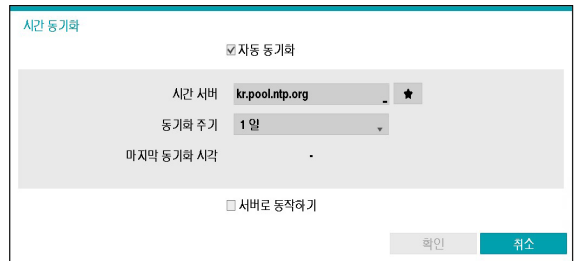 시간 동기화
자동 동기화
시간 서버 kr.pool.ntp.org
동기화 주기 1 일
마지막 동기화 시각 -
서버로 동작하기
확인 취소